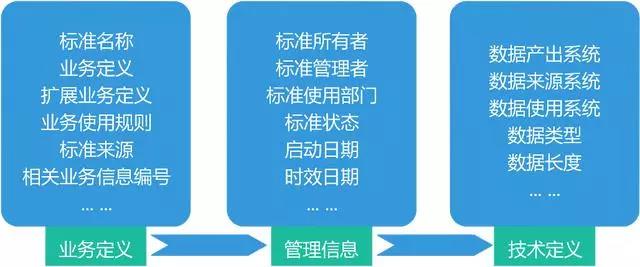 标准名称
业务定义
扩展业务定义
业务使用规则
标准来源
相关业务信息编号
... ...
业务定义
标准所有者
标准管理者
标准使用部门
标准状态
启动日期
时效日期
... ...
管理信息
数据产出系统
数据来源系统
数据使用系统
数据类型
数据长度
... ...
技术定义